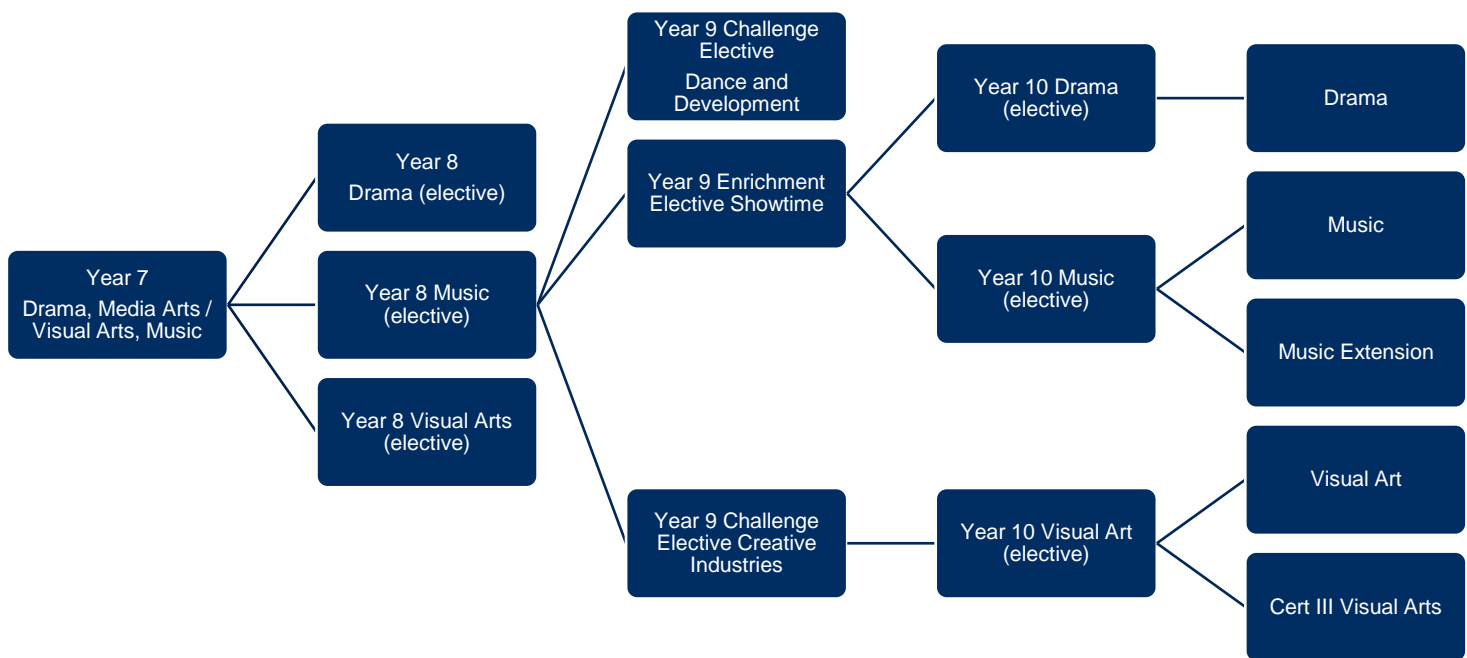 Year 7
Drama, Media Arts /
Visual Arts, Music
Year 8
Drama (elective)
Year 8 Music
(elective)
Year 8 Visual Arts
(elective)
Year 9 Challenge
Elective
Dance and
Development
Year 9 Enrichment
Elective Showtime
Year 9 Challenge
Elective Creative
Industries
Year 10 Drama
(elective)
Year 10 Music
(elective)
Year 10 Visual Art
(elective)
Drama
Music
Music Extension
Visual Art
Cert III Visual Arts